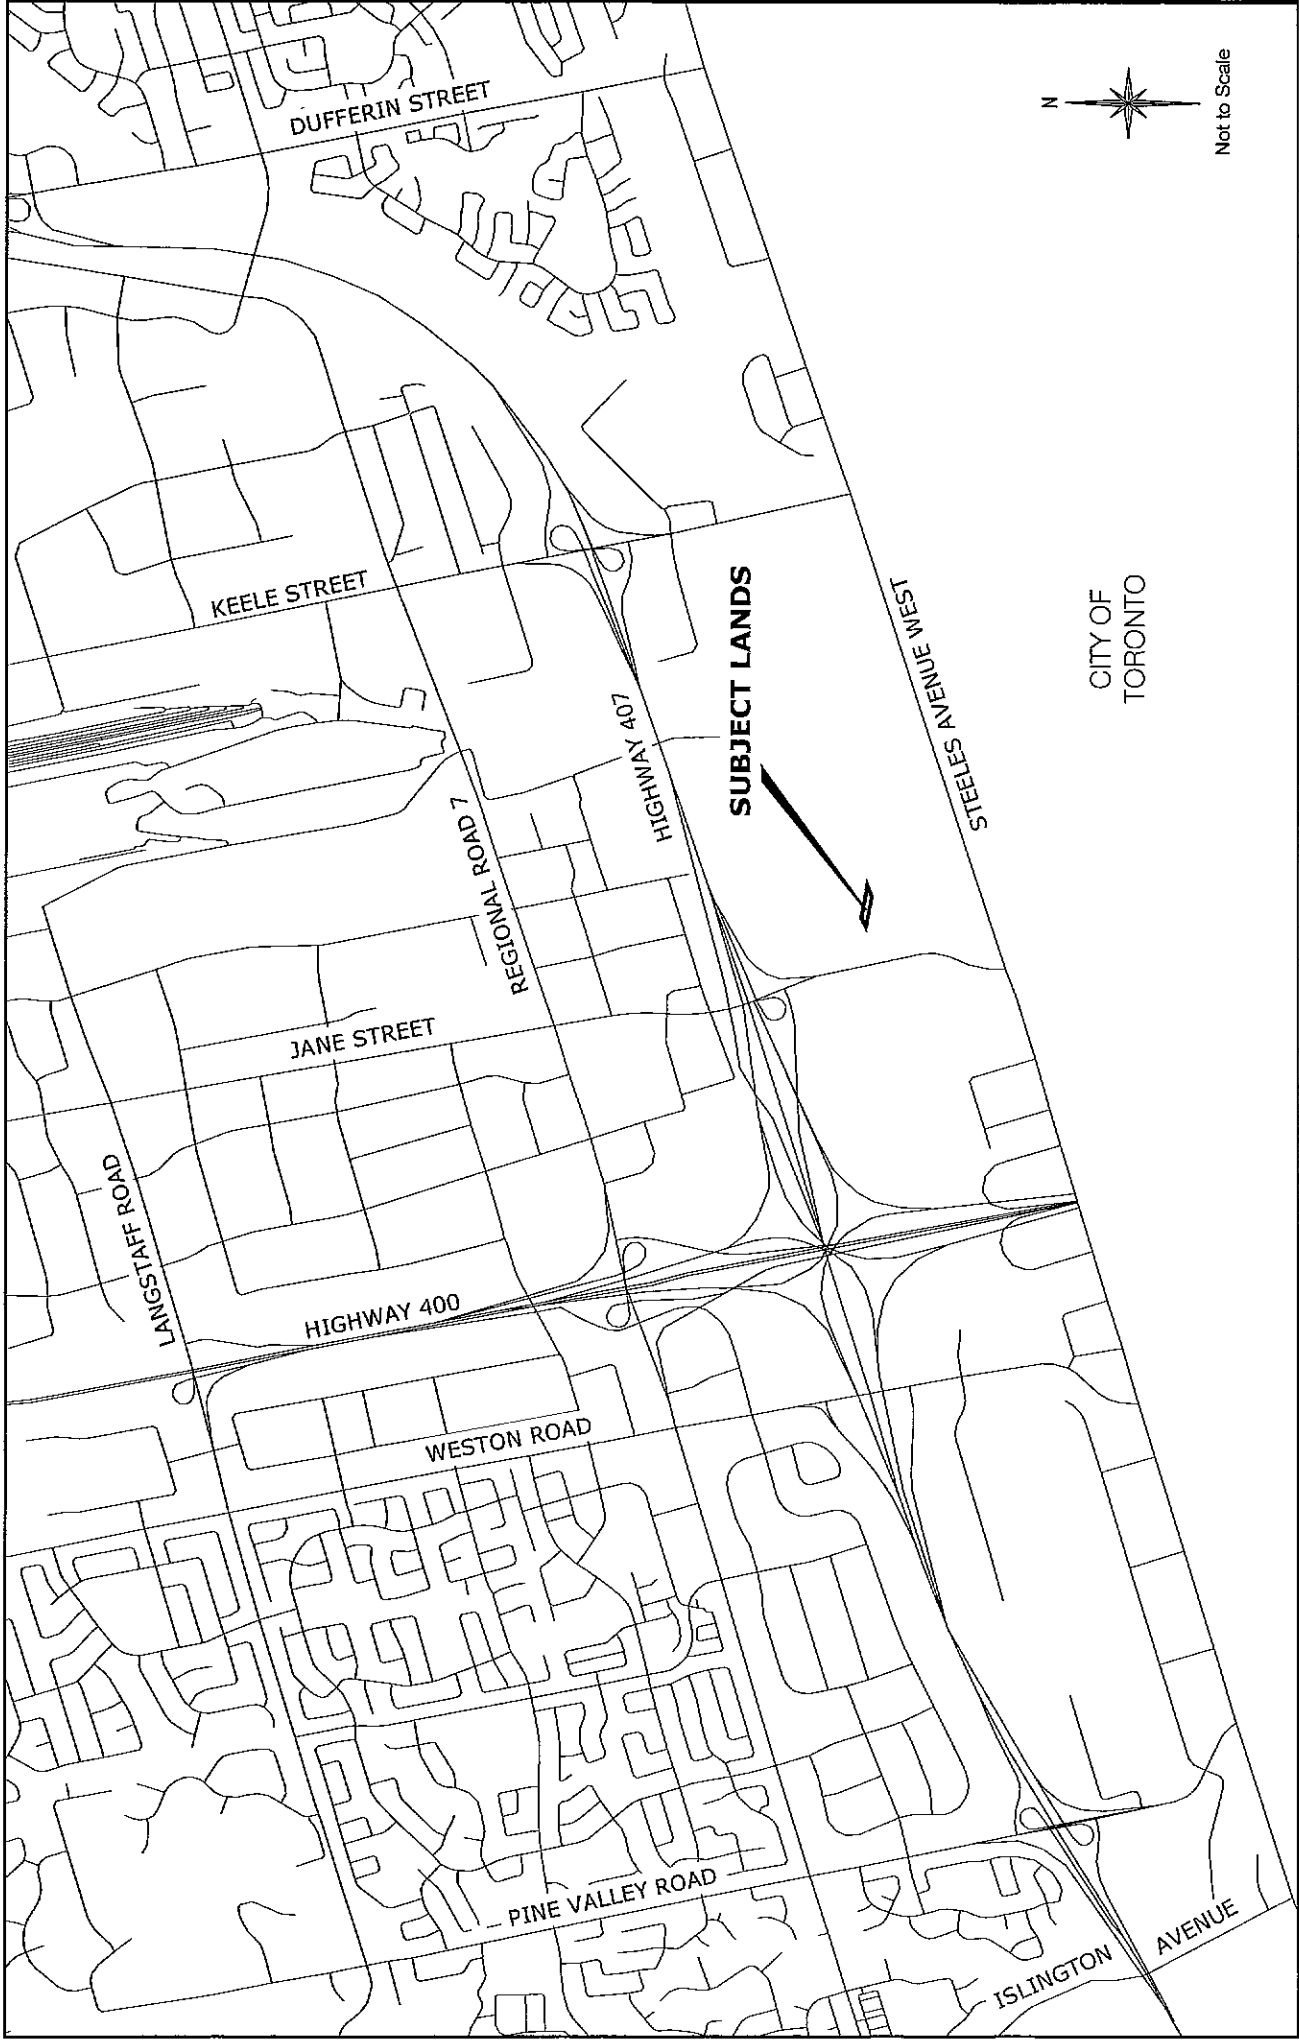 DUFFERIN STREET
N
Not to Scale
KEELE STREET
SUBJECT LANDS
STEELES AVENUE WEST
CITY OF
TORONTO
HIGHWAY 407
REGIONAL ROAD 7
JANE STREET
LANGSTAFF ROAD
HIGHWAY 400
WESTON ROAD
PINE VALLEY ROAD
ISLINGTON AVENUE